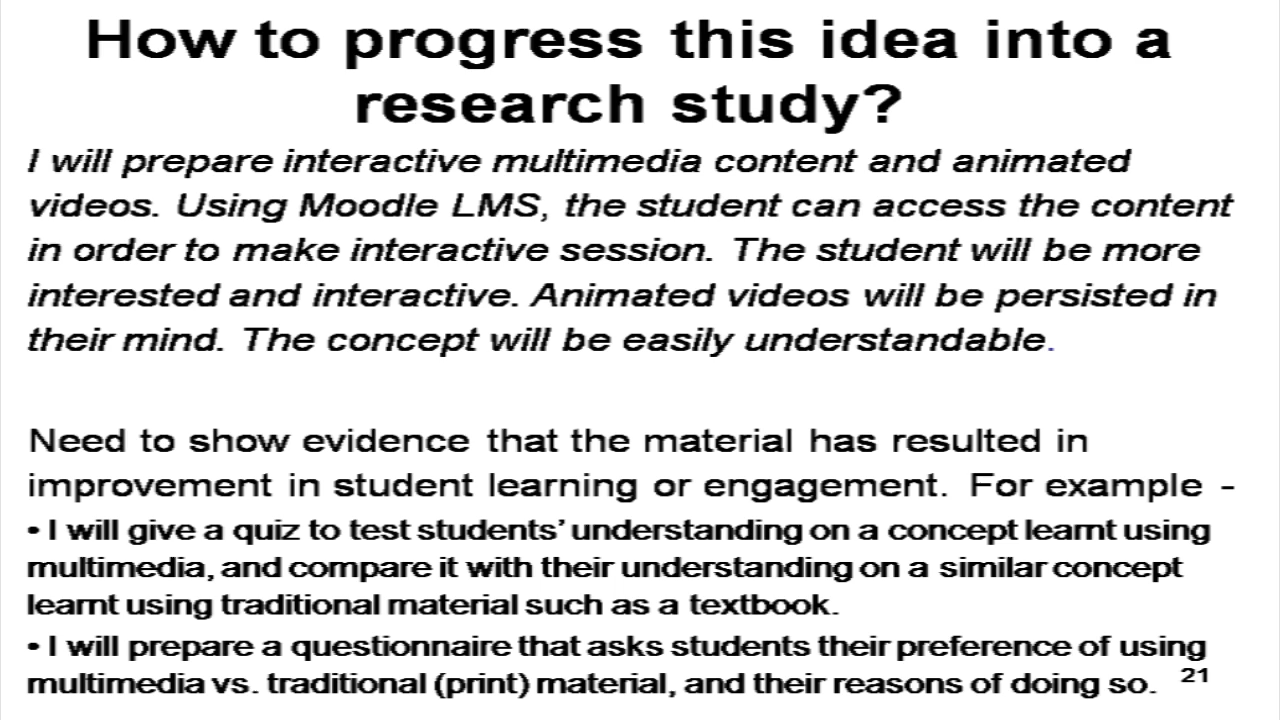 How to progress this idea into a
research study?
I will prepare interactive multimedia content and animated
videos. Using Moodle LMS, the student can access the content
in order to make interactive session. The student will be more
interested and interactive. Animated videos will be persisted in
their mind. The concept will be easily understandable.
Need to show evidence that the material has resulted in
improvement in student learning or engagement. For example -
• I will give a quiz to test students’ understanding on a concept learnt using
multimedia, and compare it with their understanding on a similar concept
learnt using traditional material such as a textbook.
• I will prepare a questionnaire that asks students their preference of using
multimedia vs. traditional (print) material, and their reasons of doing so.
21